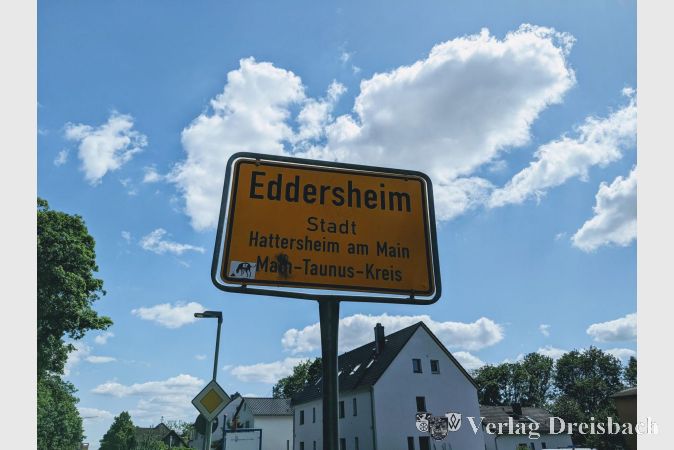 Eddersheim
Stadt
Hattersheim am Main
Main-Taunus-Kreis
Verlag Dreisbach